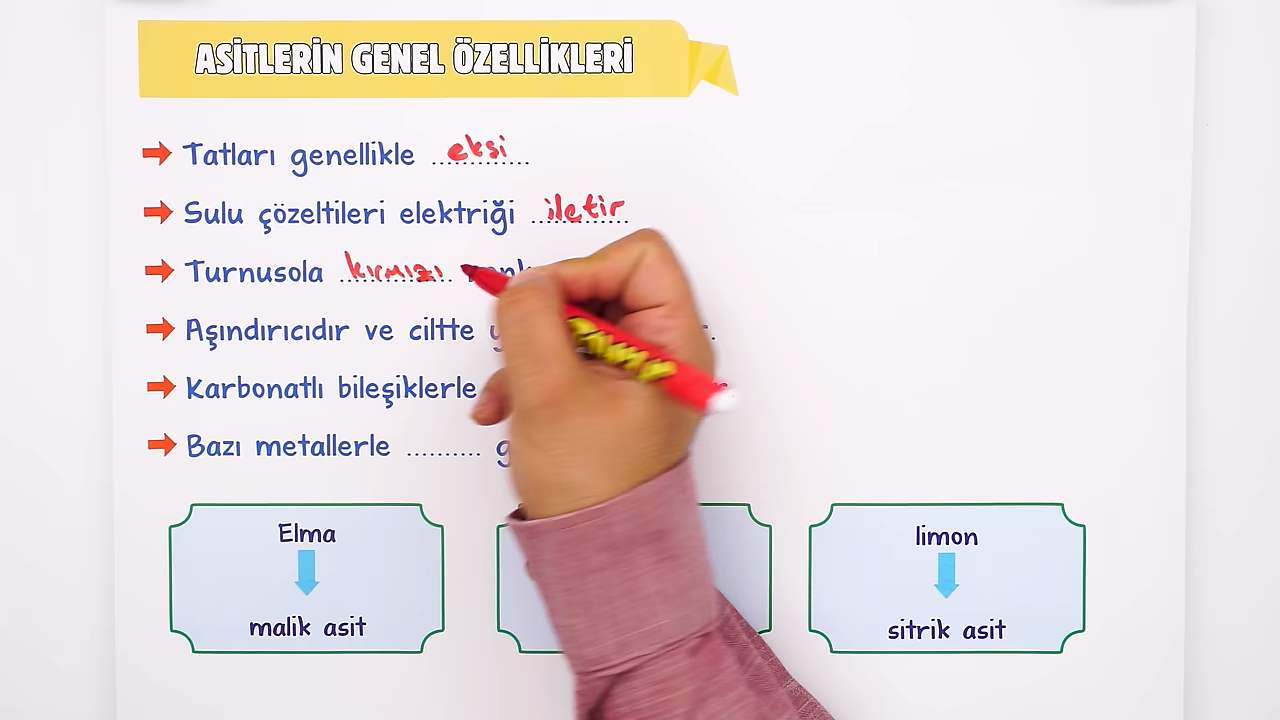 ASİTLERİN GENEL ÖZELLİKLERİ
Tatları genellikle ..ekşi..
Sulu çözeltileri elektriği ..iletir..
Turnusola ..kırmızı..
Aşındırıcıdır ve ciltte
Karbonatlı bileşiklerle
Bazı metallerle ..........
Elma
malik asit
limon
sitrik asit